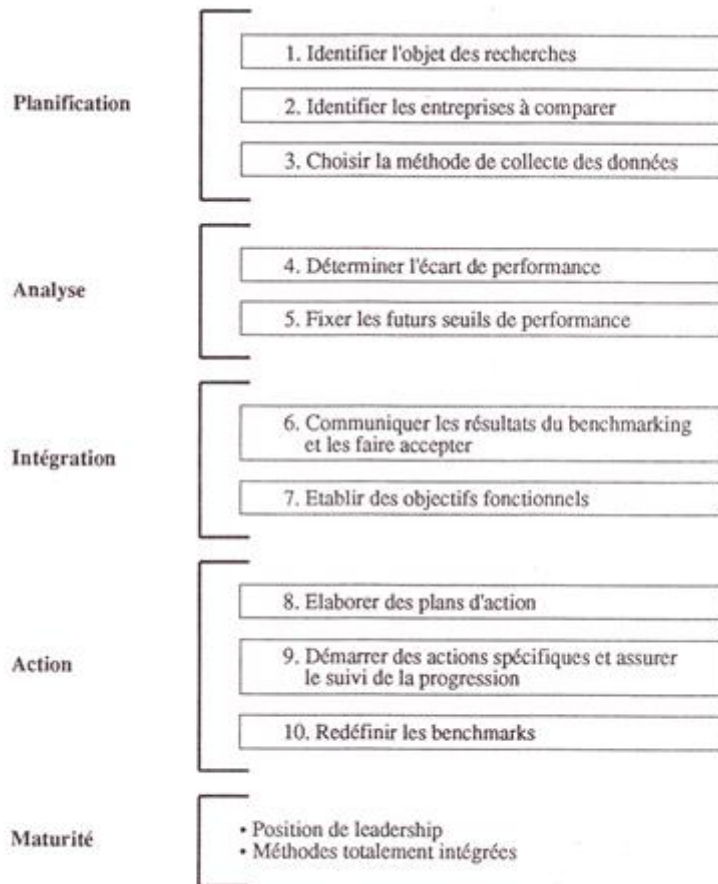 Planification
1. Identifier l'objet des recherches
2. Identifier les entreprises à comparer
3. Choisir la méthode de collecte des données
Analyse
4. Déterminer l'écart de performance
5. Fixer les futurs seuils de performance
Intégration
6. Communiquer les résultats du benchmarking
et les faire accepter
7. Etablir des objectifs fonctionnels
Action
8. Elaborer des plans d'action
9. Démarrer des actions spécifiques et assurer
le suivi de la progression
10. Redéfinir les benchmarks
Maturité
• Position de leadership
• Méthodes totalement intégrées